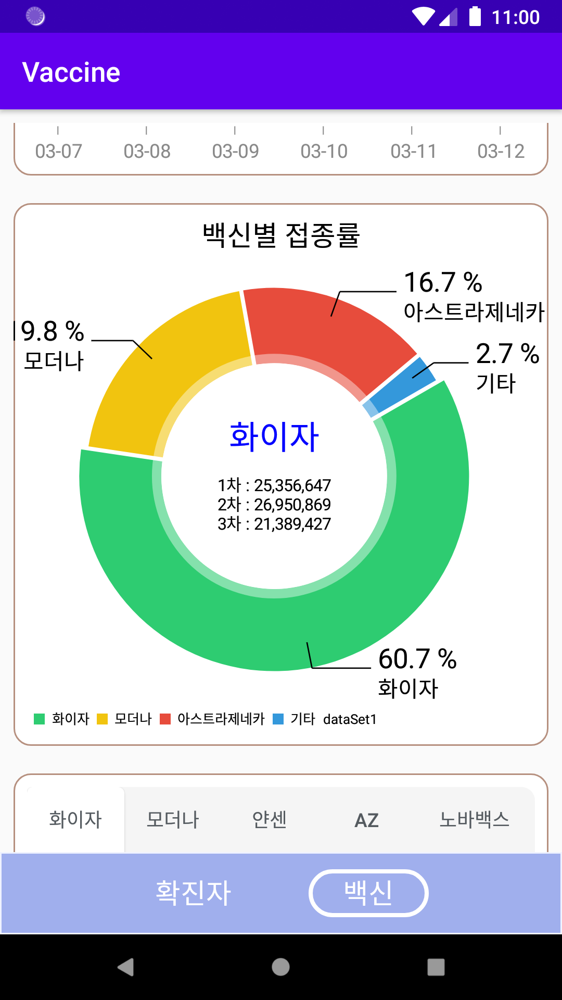 11:00
Vaccine
03-07 03-08 03-09 03-10 03-11 03-12
백신별 접종률
16.7 %
아스트라제네카
19.8 %
모더나
2.7 %
기타
화이자
1차 : 25,356,647
2차 : 26,950,869
3차 : 21,389,427
60.7 %
화이자
화이자 모더나 아스트라제네카 기타 dataSet1
화이자 모더나 얀센 AZ 노바백스
확진자 백신